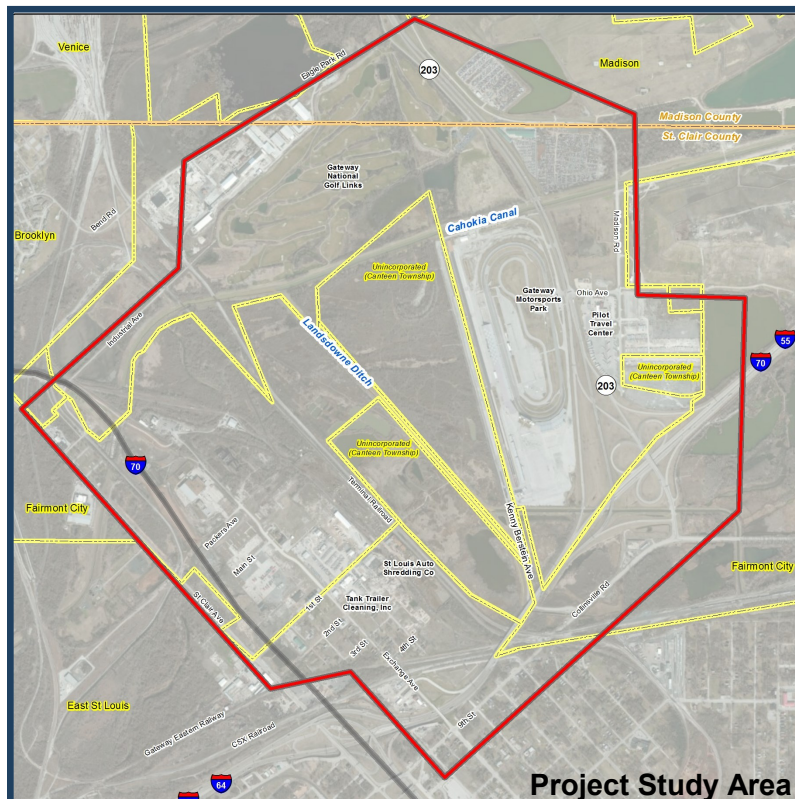 Venice
Eagle Park Rd
203
Madison
Madison County
St. Clair County
Gateway
National
Golf Links
Bend Rd
Brooklyn
Cahokia Canal
Madison Rd
Unincorporated
(Canteen Township)
Gateway
Motorsports
Park
Ohio Ave
Pilot
Travel
Center
Industrial Ave
Landsdowne Ditch
55
70
Unincorporated
(Canteen Township)
203
Unincorporated
(Canteen Township)
70
Terminal Railroad
Fairmont City
Packers Ave
Main St
Kenny Berstein Ave
St Louis Auto
Shredding Co
Fairmont City
Collinsville Rd
St Clair Ave
1st St
Tank Trailer
Cleaning, Inc
2nd St
3rd St
4th St
Exchange Ave
East St Louis
Gateway Eastern Railway
CSX Railroad
9th St
64
Project Study Area